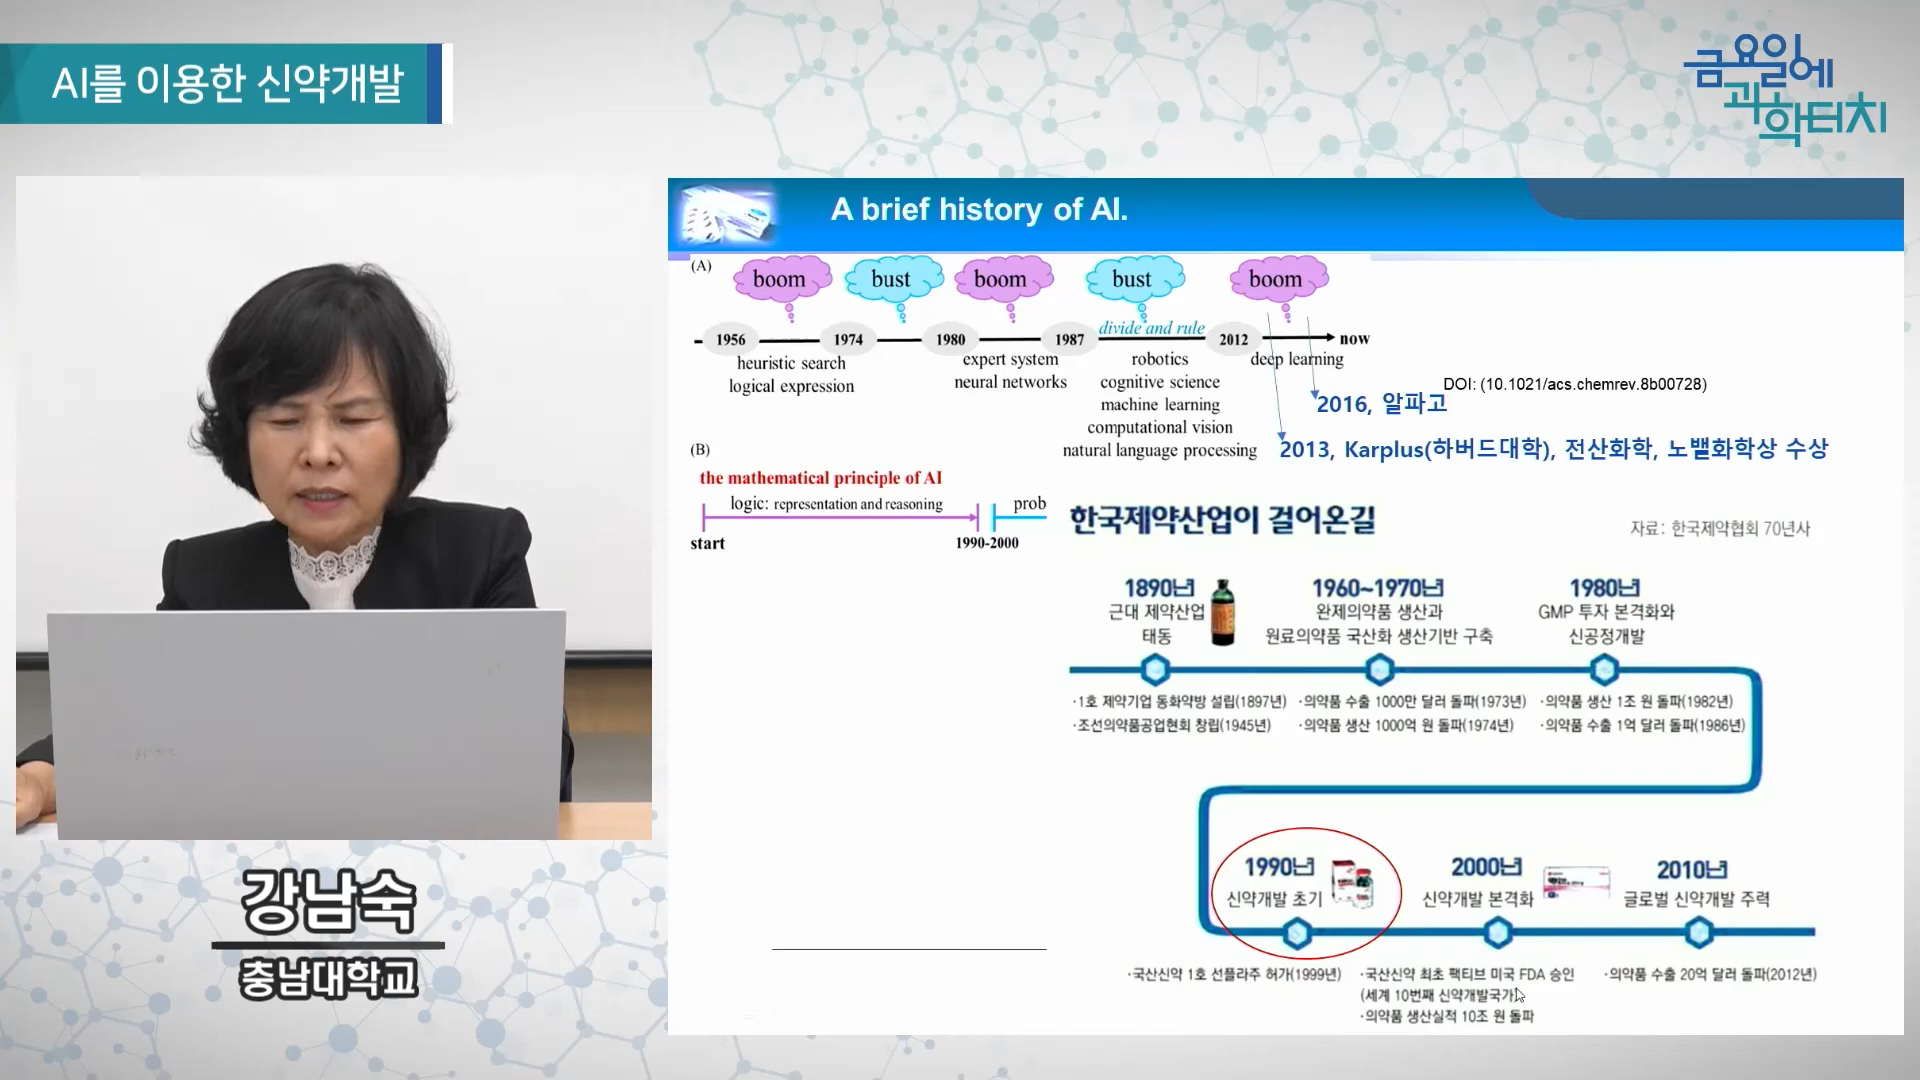 AI를 이용한 신약개발
금요일에
과학터치
A brief history of AI.
(A)
boom
bust
boom
bust
boom
divide and rule
1956
1974
1980
1987
2012
now
heuristic search
logical expression
expert system
neural networks
robotics
cognitive science
machine learning
computational vision
natural language processing
deep learning
DOI: (10.1021/acs.chemrev.8b00728)
2016, 알파고
2013, Karplus(하버드대학), 전산화학, 노벨화학상 수상
(B)
the mathematical principle of AI
logic: representation and reasoning
prob
start
1990-2000
한국제약산업이 걸어온길
자료: 한국제약협회 70년사
1890년
근대 제약산업
태동
1960~1970년
완제의약품 생산과
원료의약품 국산화 생산기반 구축
1980년
GMP 투자 본격화와
신공정개발
·1호 제약기업 동화약방 설립(1897년)
·조선의약품공업현회 창립(1945년)
·의약품 수출 1000만 달러 돌파(1973년)
·의약품 생산 1000억 원 돌파(1974년)
·의약품 생산 1조 원 돌파(1982년)
·의약품 수출 1억 달러 돌파(1986년)
1990년
신약개발 초기
2000년
신약개발 본격화
2010년
글로벌 신약개발 주력
·국산신약 1호 선플라주 허가(1999년)
·국산신약 최초 팩티브 미국 FDA 승인
(세계 10번째 신약개발국가)
·의약품 생산실적 10조 원 돌파
·의약품 수출 20억 달러 돌파(2012년)
강남숙
충남대학교